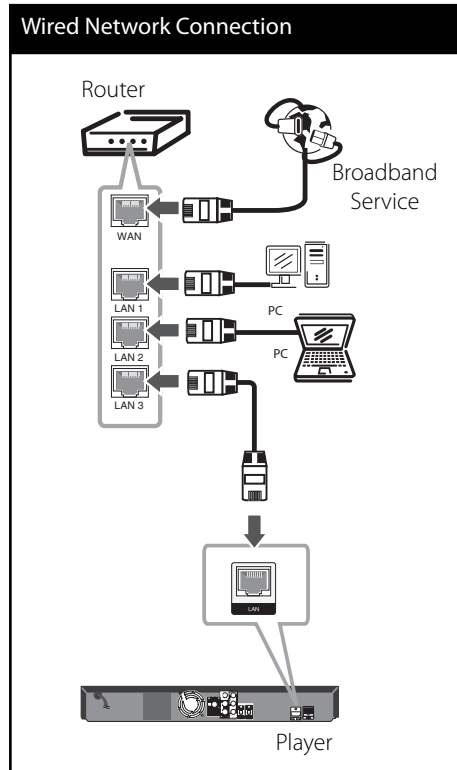 Wired Network Connection
Router
Broadband
Service
WAN
LAN 1
PC
LAN 2
PC
LAN 3
LAN
Player